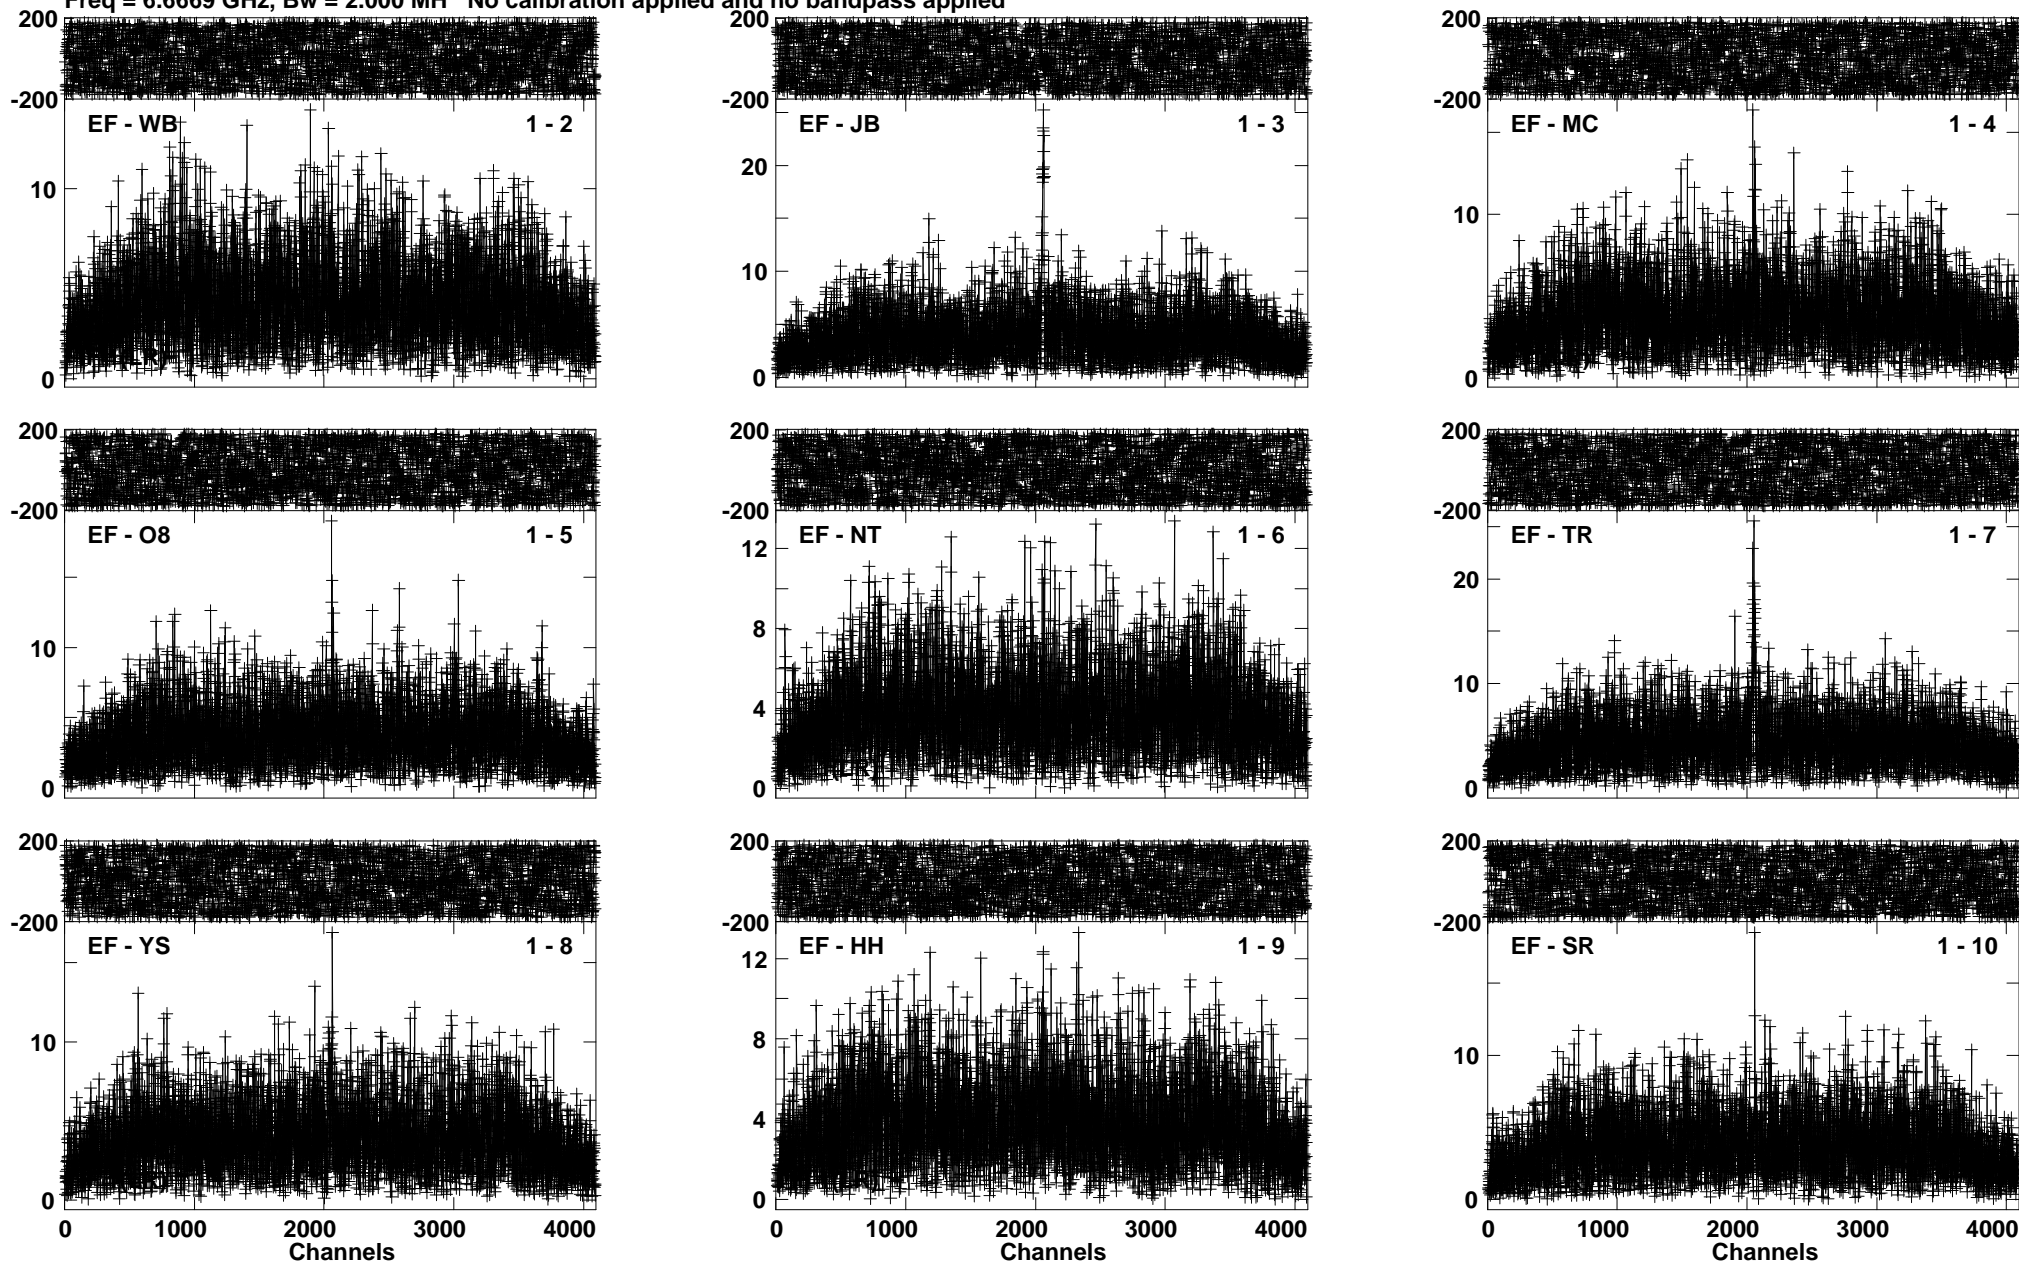 Freq = 6.6669 GHz, Bw = 2.000 MH No calibration applied and no bandpass applied
200
-200
EF - WB 1 - 2
10
0
200
-200
EF - JB 1 - 3
20
10
0
200
-200
EF - MC 1 - 4
10
0
200
-200
EF - O8 1 - 5
10
0
200
-200
EF - NT 1 - 6
12
8
4
0
200
-200
EF - TR 1 - 7
20
10
0
200
-200
EF - YS 1 - 8
10
0
0 1000 2000 3000 4000
Channels
200
-200
EF - HH 1 - 9
12
8
4
0
0 1000 2000 3000 4000
Channels
200
-200
EF - SR 1 - 10
10
0
0 1000 2000 3000 4000
Channels